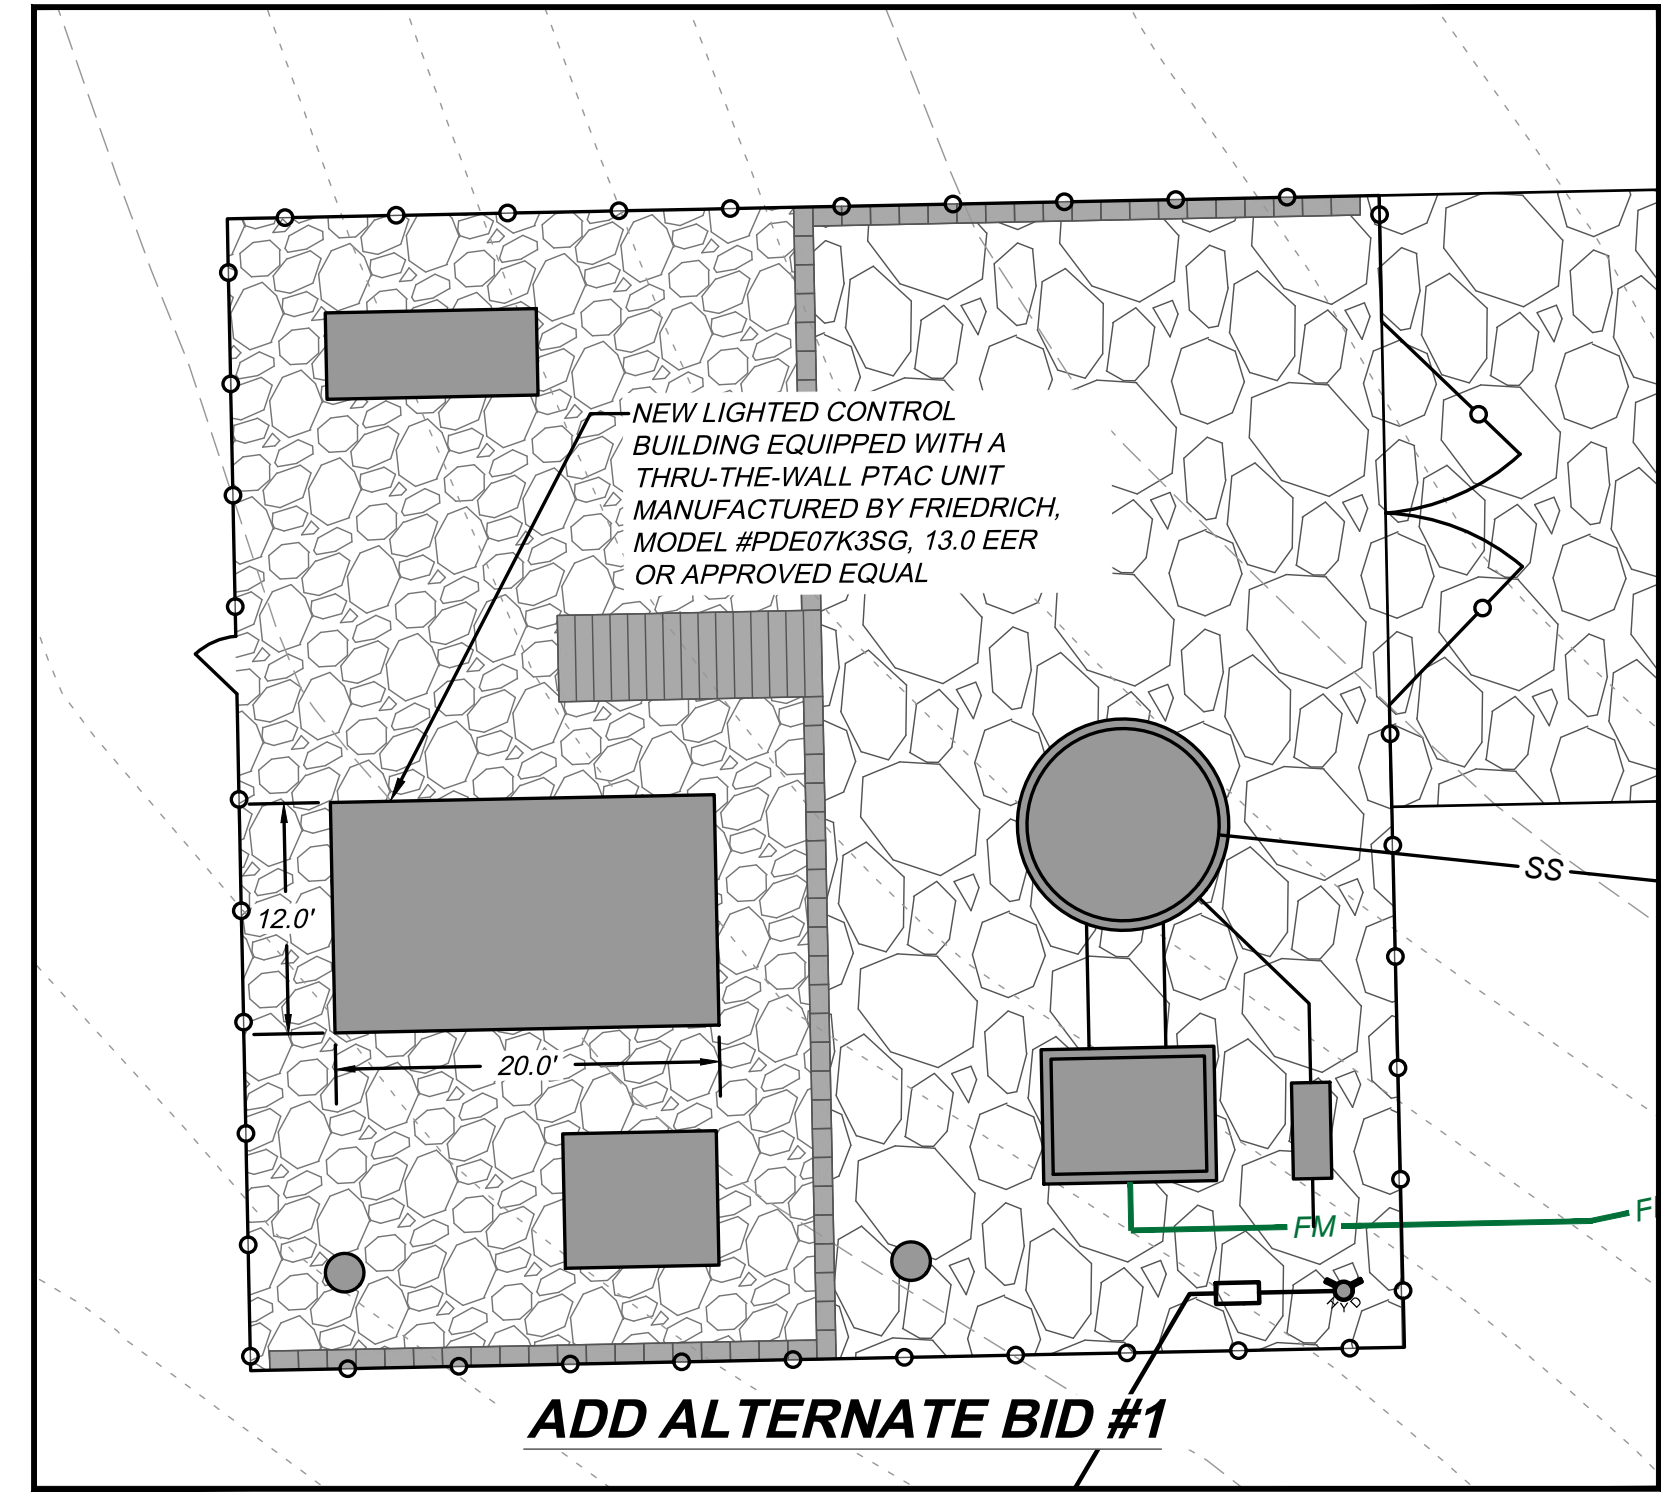 NEW LIGHTED CONTROL
BUILDING EQUIPPED WITH A
THRU-THE-WALL PTAC UNIT
MANUFACTURED BY FRIEDRICH,
MODEL #PDE07K3SG, 13.0 EER
OR APPROVED EQUAL
SS
12.0'
20.0'
FM
ADD ALTERNATE BID #1